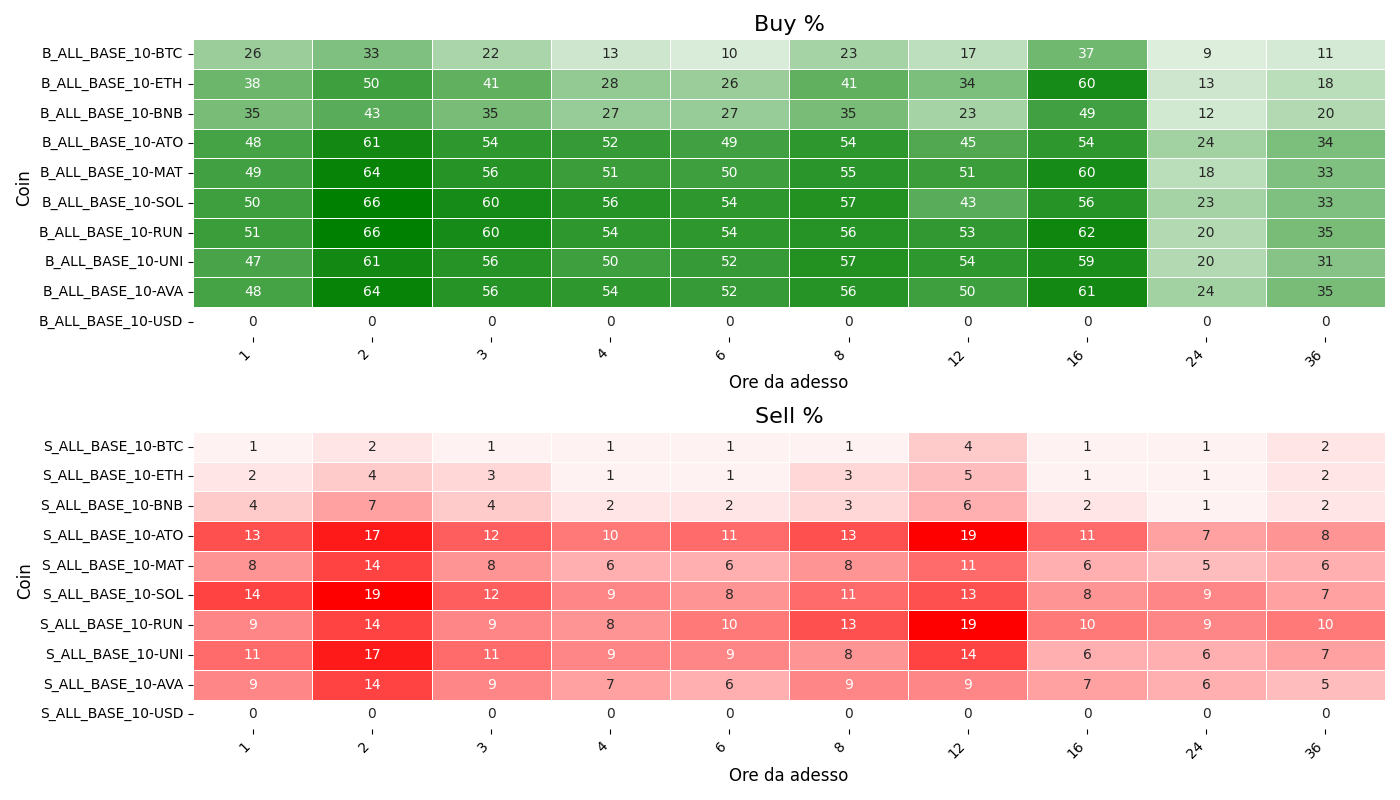 Buy %
Coin
B_ALL_BASE_10-BTC 26 33 22 13 10 23 17 37 9 11
B_ALL_BASE_10-ETH 38 50 41 28 26 41 34 60 13 18
B_ALL_BASE_10-BNB 35 43 35 27 27 35 23 49 12 20
B_ALL_BASE_10-ATO 48 61 54 52 49 54 45 54 24 34
B_ALL_BASE_10-MAT 49 64 56 51 50 55 51 60 18 33
B_ALL_BASE_10-SOL 50 66 60 56 54 57 43 56 23 33
B_ALL_BASE_10-RUN 51 66 60 54 54 56 53 62 20 35
B_ALL_BASE_10-UNI 47 61 56 50 52 57 54 59 20 31
B_ALL_BASE_10-AVA 48 64 56 54 52 56 50 61 24 35
B_ALL_BASE_10-USD 0 0 0 0 0 0 0 0 0 0
1 2 3 4 6 8 12 16 24 36
Ore da adesso
Sell %
Coin
S_ALL_BASE_10-BTC 1 2 1 1 1 1 4 1 1 2
S_ALL_BASE_10-ETH 2 4 3 1 1 3 5 1 1 2
S_ALL_BASE_10-BNB 4 7 4 2 2 3 6 2 1 2
S_ALL_BASE_10-ATO 13 17 12 10 11 13 19 11 7 8
S_ALL_BASE_10-MAT 8 14 8 6 6 8 11 6 5 6
S_ALL_BASE_10-SOL 14 19 12 9 8 11 13 8 9 7
S_ALL_BASE_10-RUN 9 14 9 8 10 13 19 10 9 10
S_ALL_BASE_10-UNI 11 17 11 9 9 8 14 6 6 7
S_ALL_BASE_10-AVA 9 14 9 7 6 9 9 7 6 5
S_ALL_BASE_10-USD 0 0 0 0 0 0 0 0 0 0
1 2 3 4 6 8 12 16 24 36
Ore da adesso